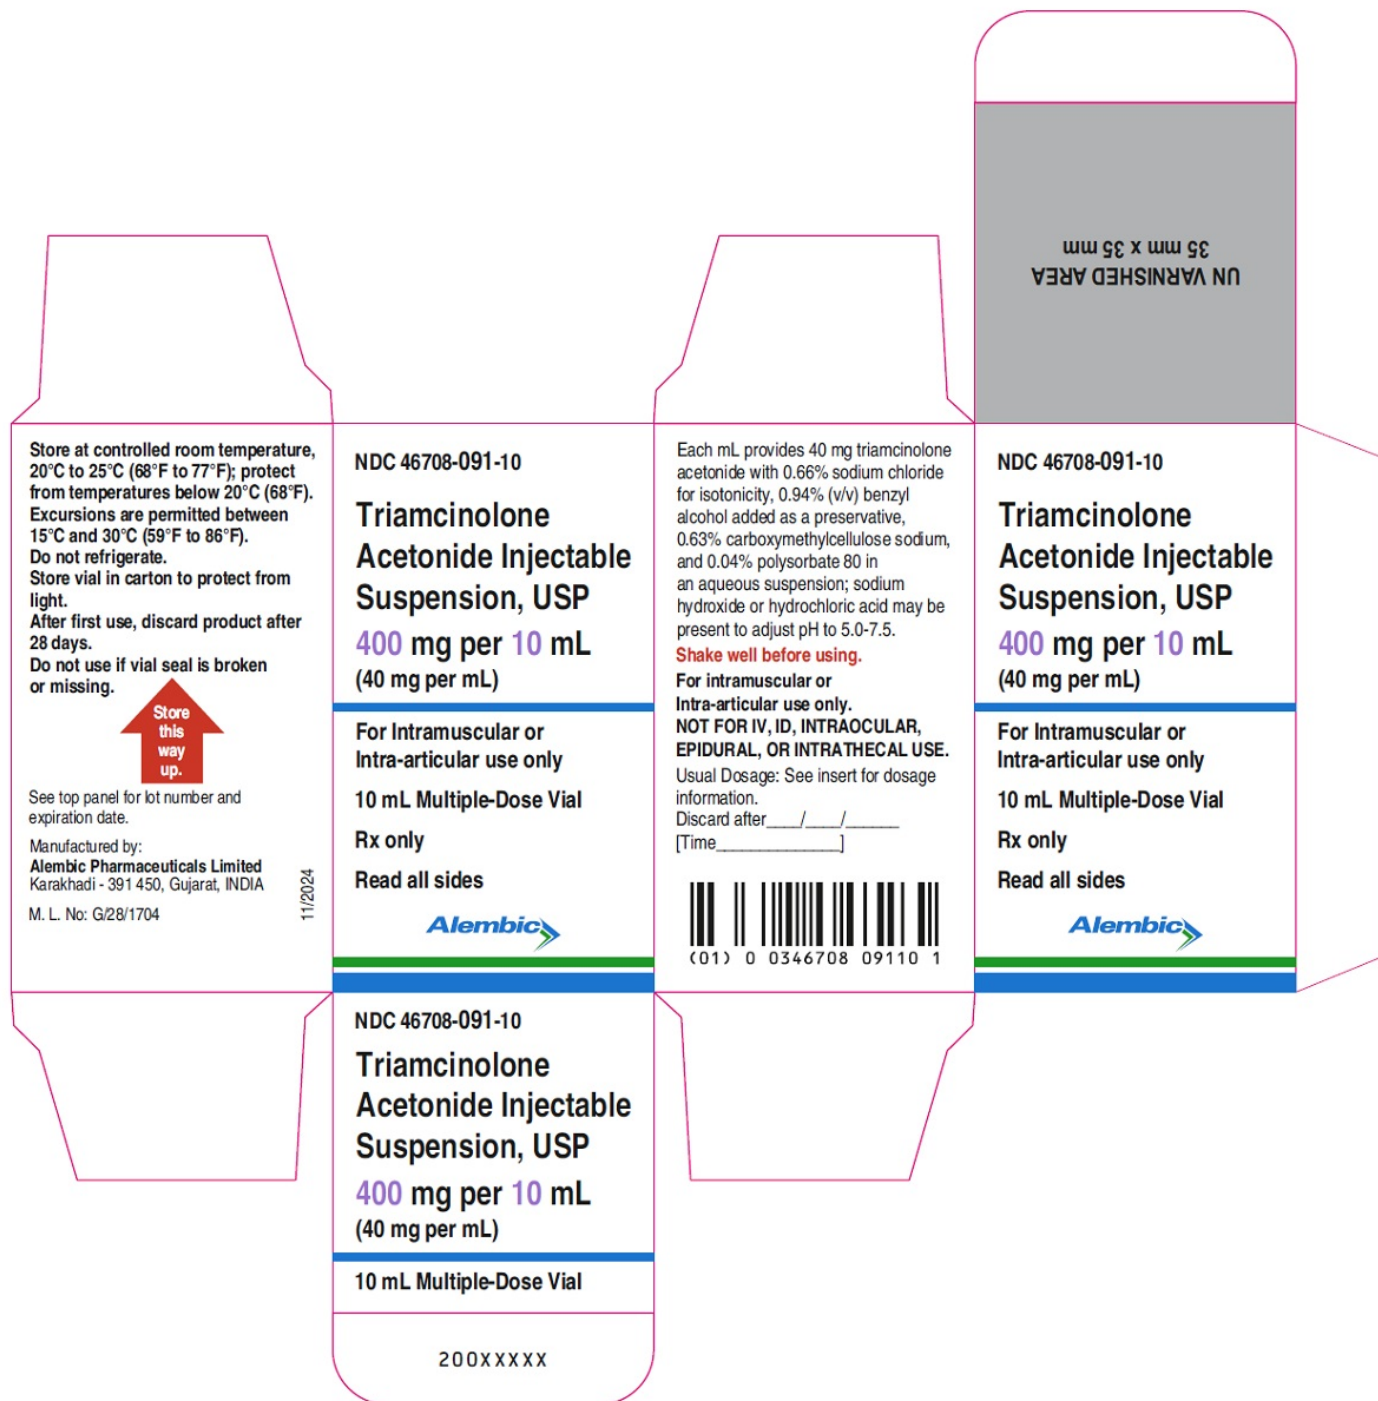 UN VARNISHED AREA
35 mm x 35 mm
Store at controlled room temperature,
20°C to 25°C (68°F to 77°F); protect
from temperatures below 20°C (68°F).
Excursions are permitted between
15°C and 30°C (59°F to 86°F).
Do not refrigerate.
Store vial in carton to protect from
light.
After first use, discard product after
28 days.
Do not use if vial seal is broken
or missing.
Store
this
way
up.
See top panel for lot number and
expiration date.
Manufactured by:
Alembic Pharmaceuticals Limited
Karakhadi - 391 450, Gujarat, INDIA
M. L. No: G/28/1704
11/2024
NDC 46708-091-10
Triamcinolone
Acetonide Injectable
Suspension, USP
400 mg per 10 mL
(40 mg per mL)
For Intramuscular or
Intra-articular use only
10 mL Multiple-Dose Vial
Rx only
Read all sides
Alembic
Each mL provides 40 mg triamcinolone
acetonide with 0.66% sodium chloride
for isotonicity, 0.94% (v/v) benzyl
alcohol added as a preservative,
0.63% carboxymethylcellulose sodium,
and 0.04% polysorbate 80 in
an aqueous suspension; sodium
hydroxide or hydrochloric acid may be
present to adjust pH to 5.0-7.5.
Shake well before using.
For intramuscular or
Intra-articular use only.
NOT FOR IV, ID, INTRAOCULAR,
EPIDURAL, OR INTRATHECAL USE.
Usual Dosage: See insert for dosage
information.
Discard after____/____/______
[Time______________]
(01) 0 0346708 09110 1
NDC 46708-091-10
Triamcinolone
Acetonide Injectable
Suspension, USP
400 mg per 10 mL
(40 mg per mL)
For Intramuscular or
Intra-articular use only
10 mL Multiple-Dose Vial
Rx only
Read all sides
Alembic
NDC 46708-091-10
Triamcinolone
Acetonide Injectable
Suspension, USP
400 mg per 10 mL
(40 mg per mL)
10 mL Multiple-Dose Vial
200XXXXX